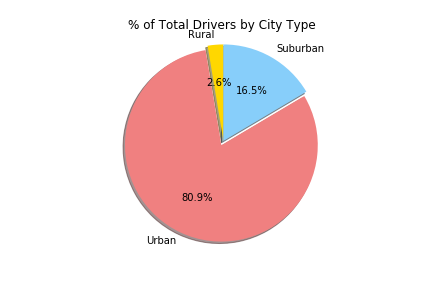 % of Total Drivers by City Type
Rural
Suburban
2.6%
16.5%
80.9%
Urban